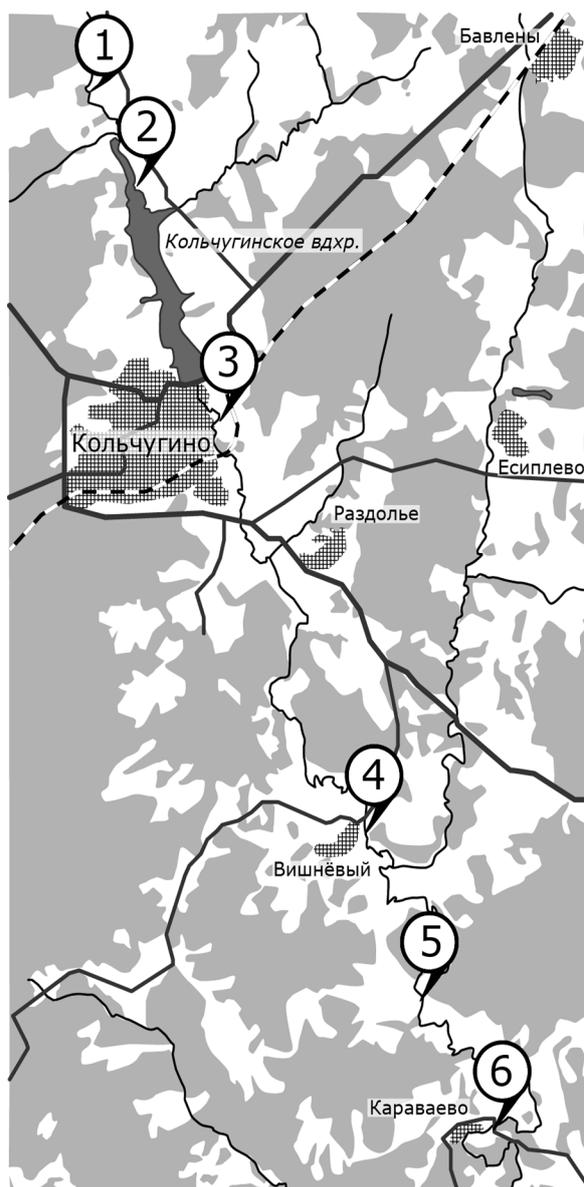 Бавлены
1
2
Кольчугинское вдхр.
3
Кольчугино
Есиплево
Раздолье
4
Вишнёвый
5
6
Караваево